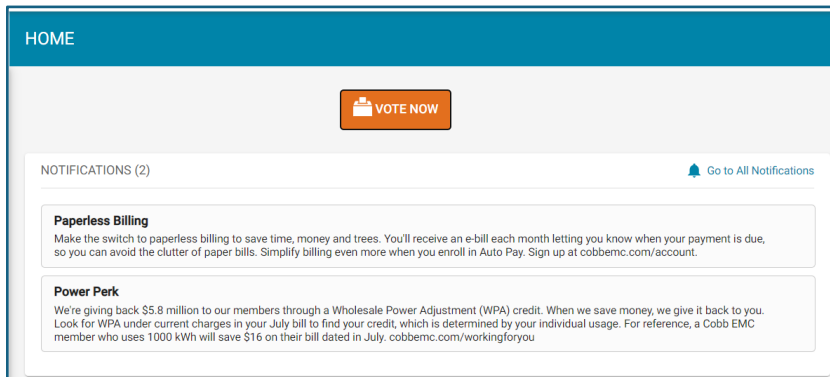 HOME
VOTE NOW
NOTIFICATIONS (2)
Go to All Notifications
Paperless Billing
Make the switch to paperless billing to save time, money and trees. You'll receive an e-bill each month letting you know when your payment is due,
so you can avoid the clutter of paper bills. Simplify billing even more when you enroll in Auto Pay. Sign up at cobbemc.com/account.
Power Perk
We're giving back $5.8 million to our members through a Wholesale Power Adjustment (WPA) credit. When we save money, we give it back to you.
Look for WPA under current charges in your July bill to find your credit, which is determined by your individual usage. For reference, a Cobb EMC
member who uses 1000 kWh will save $16 on their bill dated in July. cobbemc.com/workingforyou